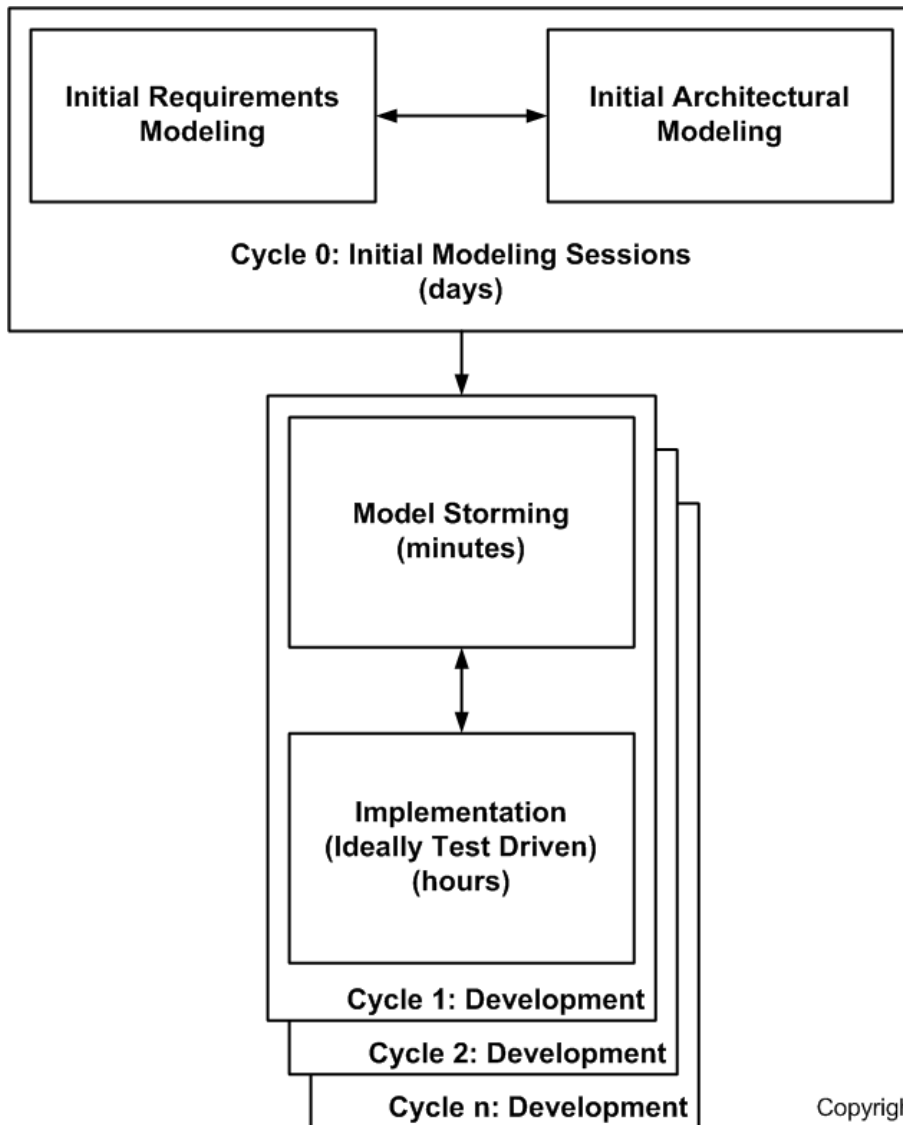 Initial Requirements
Modeling
Initial Architectural
Modeling
Cycle 0: Initial Modeling Sessions
(days)
Model Storming
(minutes)
Implementation
(Ideally Test Driven)
(hours)
Cycle 1: Development
Cycle 2: Development
Cycle n: Development